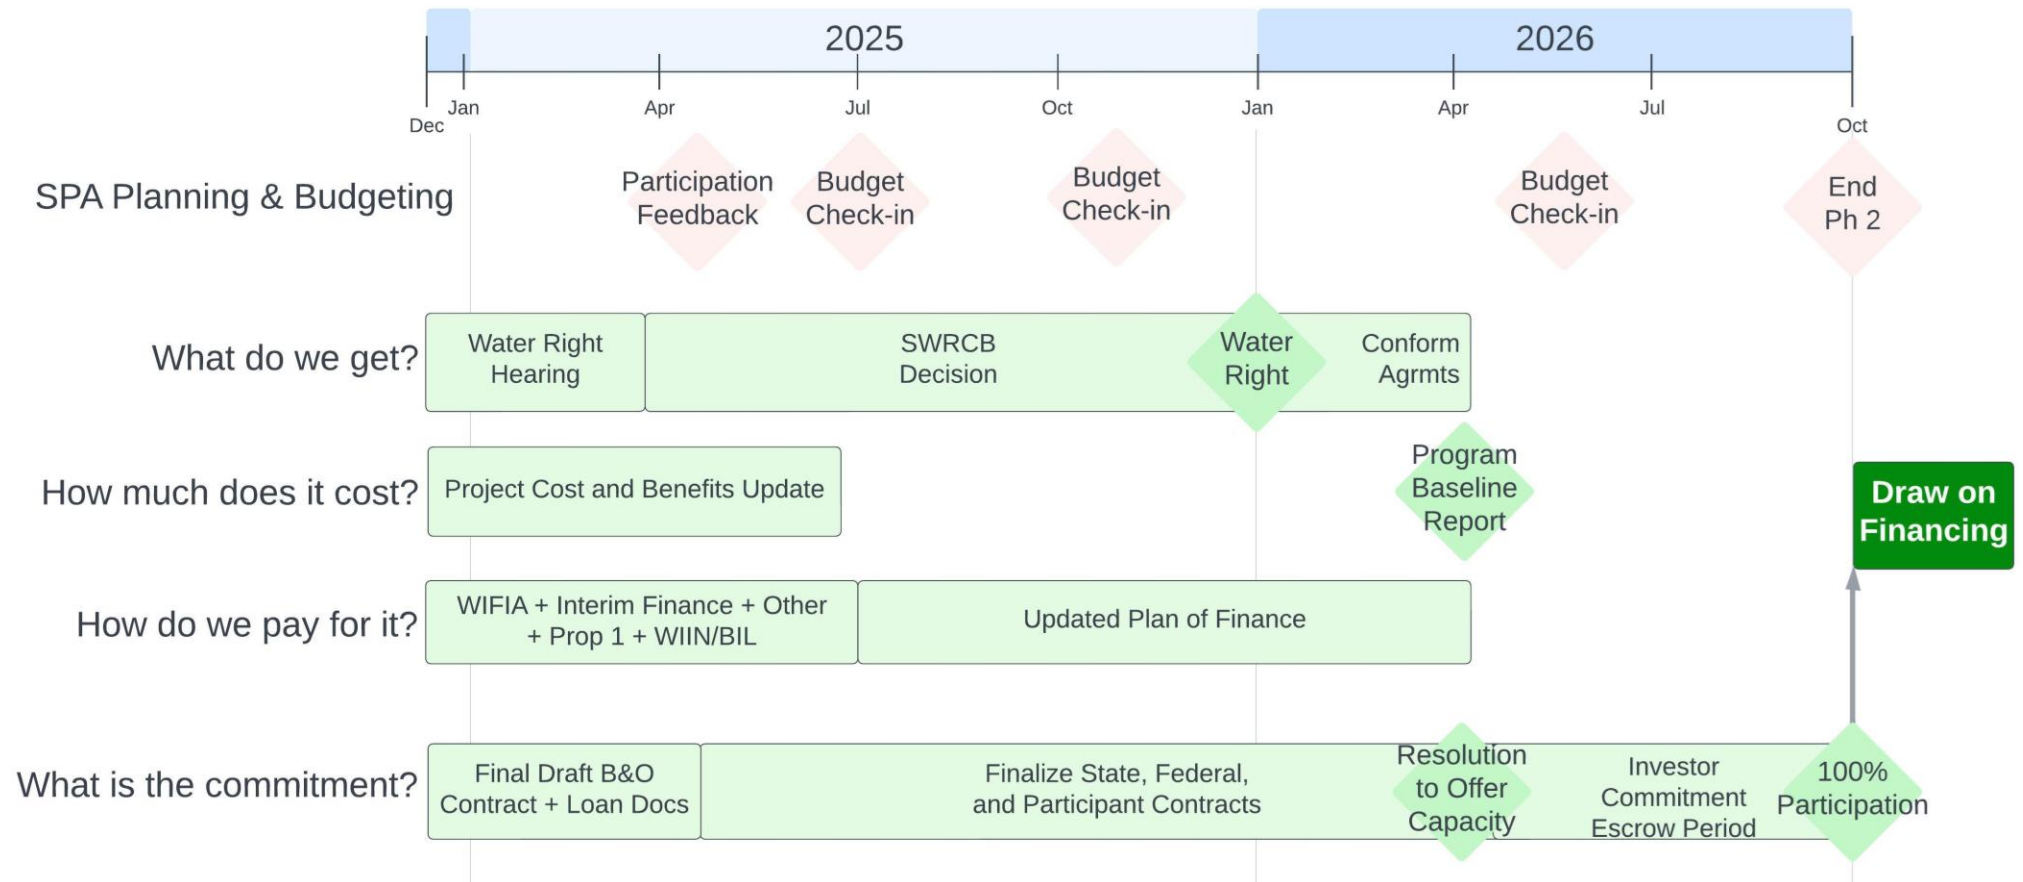 2025
2026
Dec
Jan
Apr
Jul
Oct
Jan
Apr
Jul
Oct
SPA Planning & Budgeting
Participation
Feedback
Budget
Check-in
Budget
Check-in
Budget
Check-in
End
Ph 2
What do we get?
Water Right
Hearing
SWRCB
Decision
Water
Right
Conform
Agrmts
How much does it cost?
Project Cost and Benefits Update
Program
Baseline
Report
Draw on
Financing
How do we pay for it?
WIFIA + Interim Finance + Other
+ Prop 1 + WIIN/BIL
Updated Plan of Finance
What is the commitment?
Final Draft B&O
Contract + Loan Docs
Finalize State, Federal,
and Participant Contracts
Resolution
to Offer
Capacity
Investor
Commitment
Escrow Period
100%
Participation